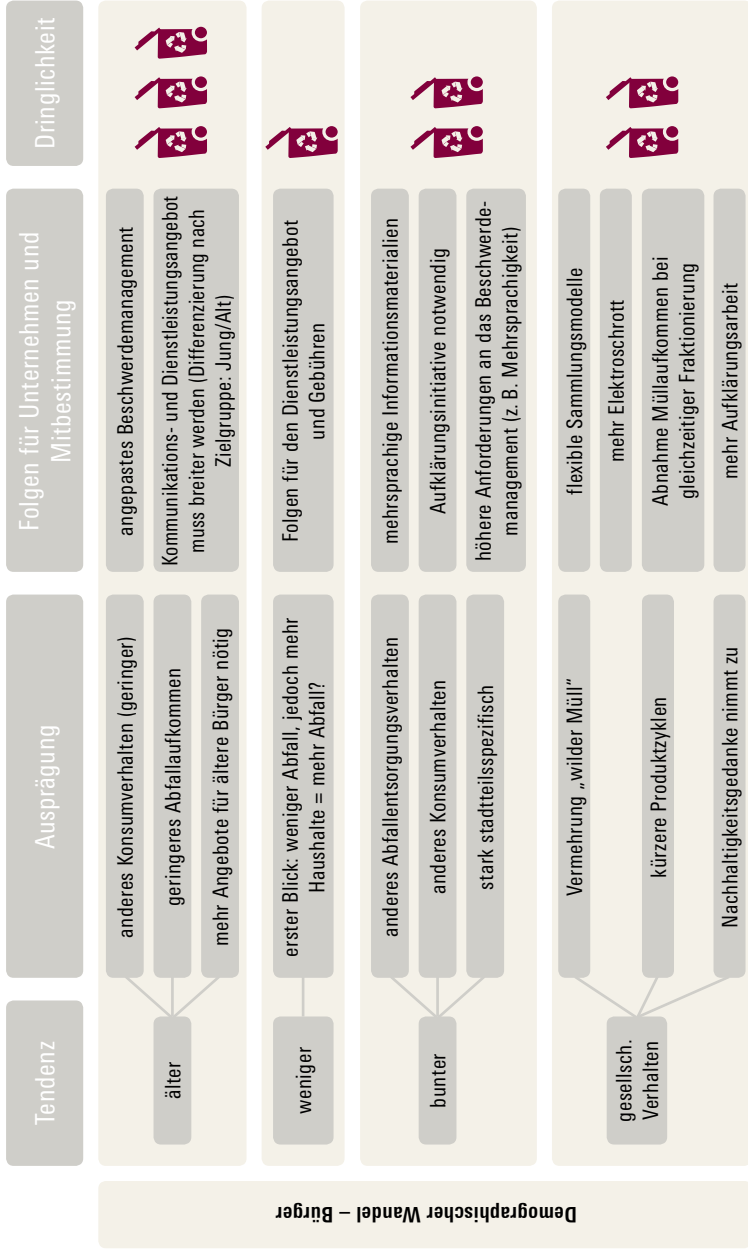 Demographischer Wandel – Bürger
Tendenz
Ausprägung
Folgen für Unternehmen und
Mitbestimmung
Dringlichkeit
älter
anderes Konsumverhalten (geringer)
geringeres Abfallaufkommen
mehr Angebote für ältere Bürger nötig
angepastes Beschwerdemanagement
Kommunikations- und Dienstleistungsangebot
muss breiter werden (Differenzierung nach
Zielgruppe: Jung/Alt)
weniger
erster Blick: weniger Abfall, jedoch mehr
Haushalte = mehr Abfall?
Folgen für den Dienstleistungsangebot
und Gebühren
bunter
anderes Abfallentsorgungsverhalten
anderes Konsumverhalten
stark stadtteilsspezifisch
mehrsprachige Informationsmaterialien
Aufklärungsinitiative notwendig
höhere Anforderungen an das Beschwerde-
management (z. B. Mehrsprachigkeit)
gesellsch.
Verhalten
Vermehrung „wilder Müll“
kürzere Produktzyklen
Nachhaltigkeitsgedanke nimmt zu
flexible Sammlungsmodelle
mehr Elektroschrott
Abnahme Müllaufkommen bei
gleichzeitiger Fraktionierung
mehr Aufklärungsarbeit